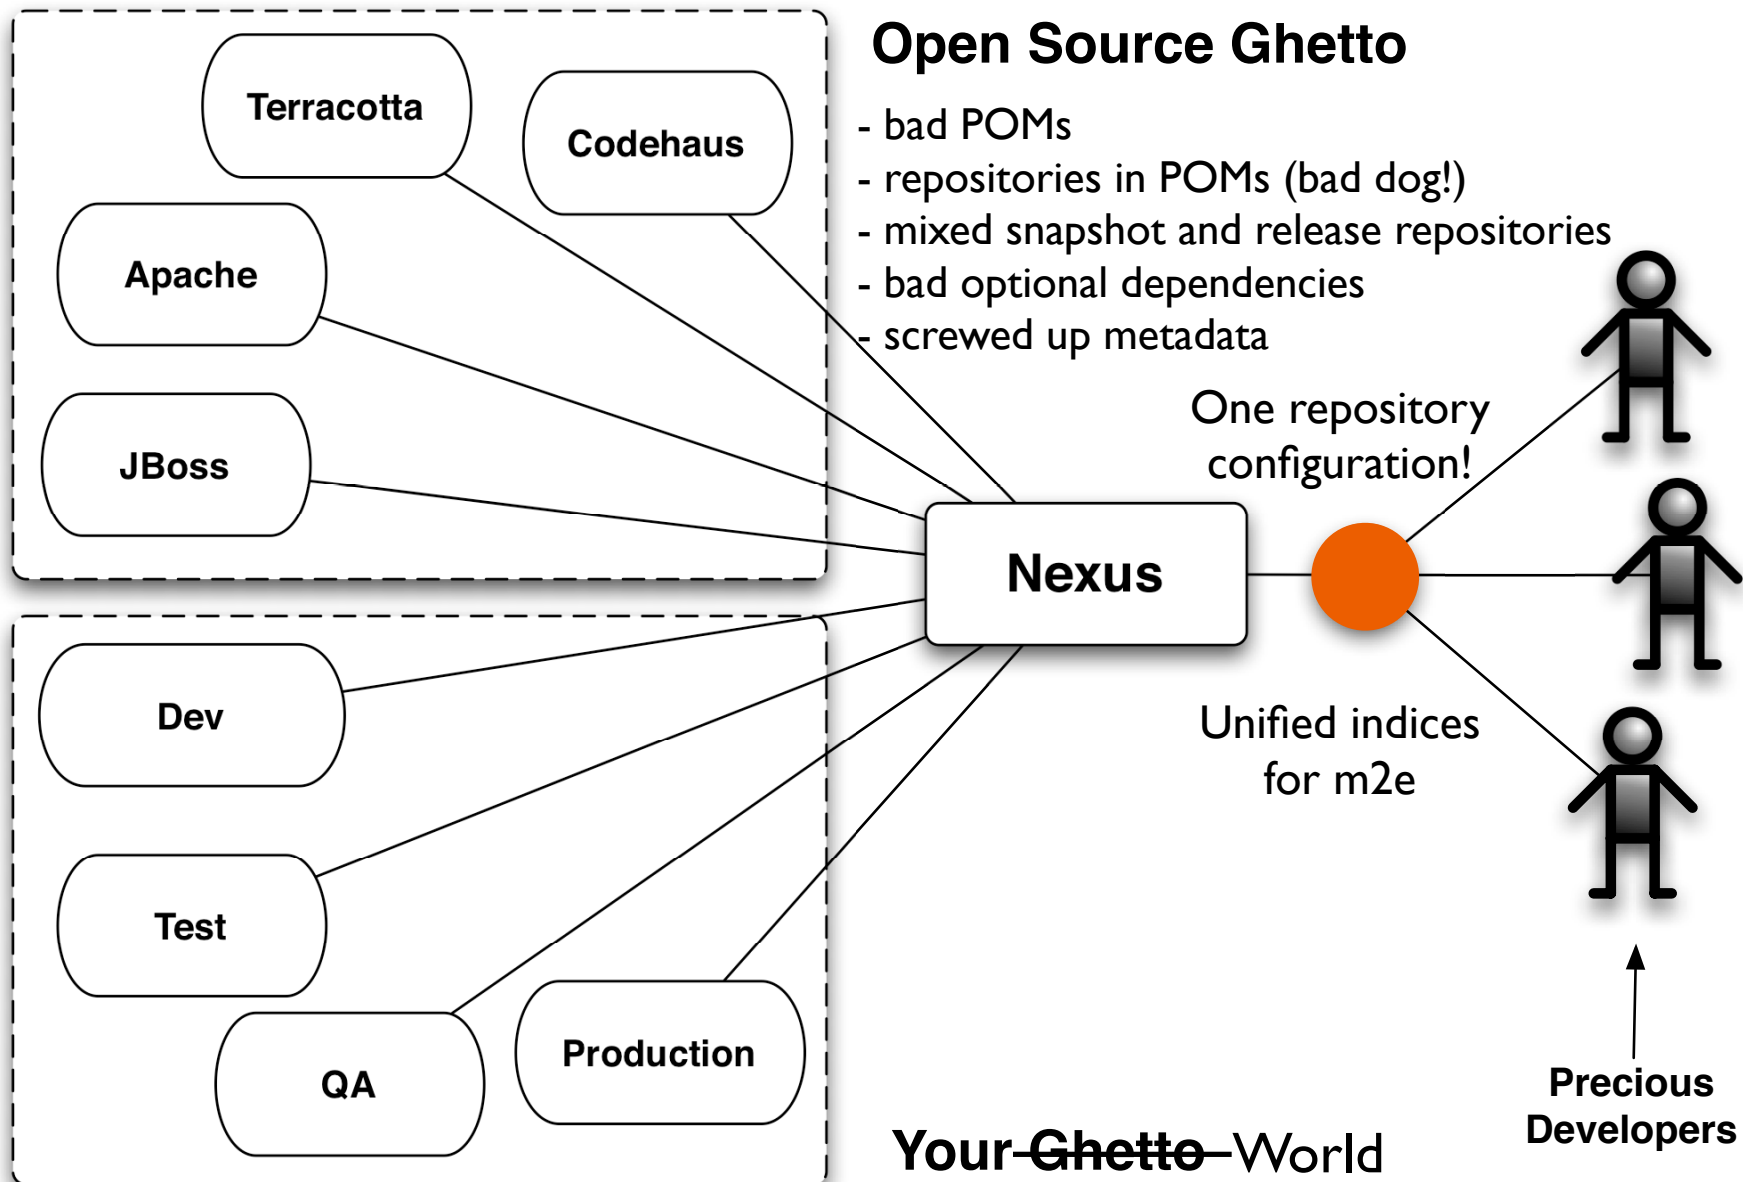 Open Source Ghetto
- bad POMs
- repositories in POMs (bad dog!)
- mixed snapshot and release repositories
- bad optional dependencies
- screwed up metadata
Terracotta
Codehaus
Apache
JBoss
One repository
configuration!
Nexus
Unified indices
for m2e
Dev
Test
QA
Production
Precious
Developers
Your Ghetto World